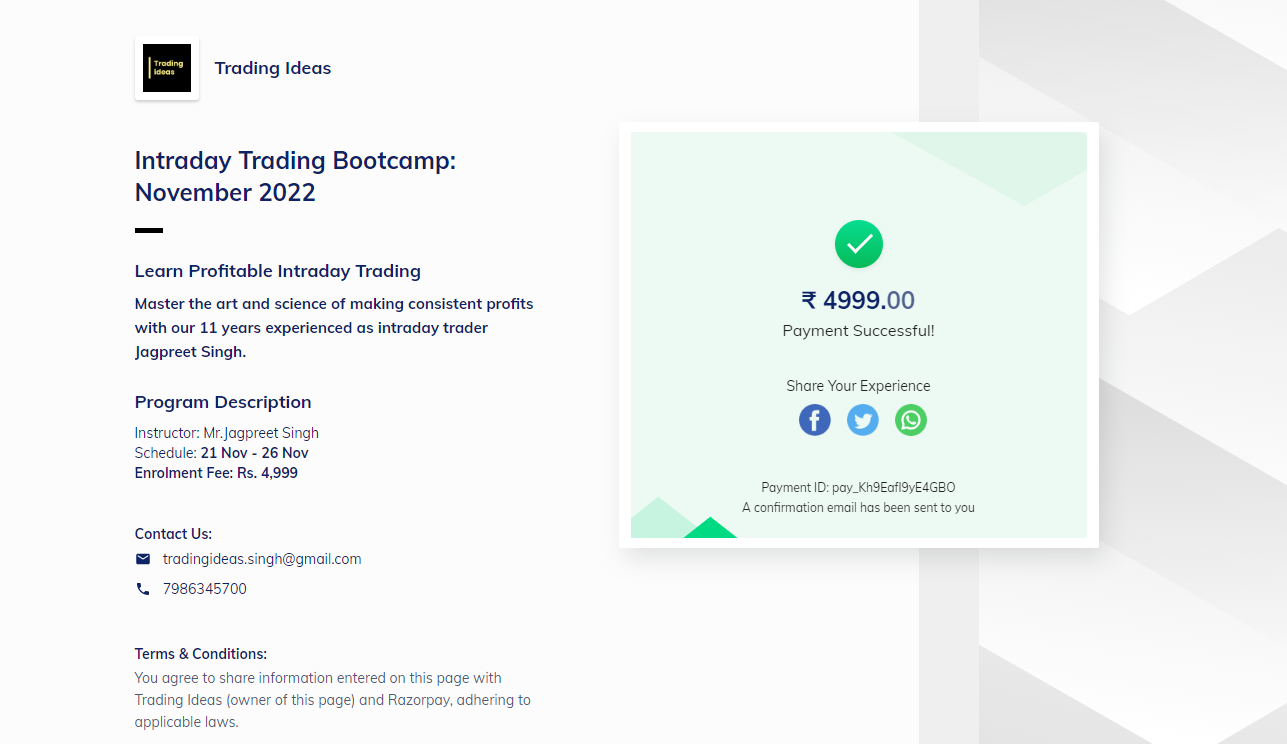 Trading
Ideas
Trading Ideas
Intraday Trading Bootcamp:
November 2022
Learn Profitable Intraday Trading
Master the art and science of making consistent profits
with our 11 years experienced as intraday trader
Jagpreet Singh.
Program Description
Instructor: Mr.Jagpreet Singh
Schedule: 21 Nov - 26 Nov
Enrolment Fee: Rs. 4,999
Contact Us:
tradingideas.singh@gmail.com
7986345700
Terms & Conditions:
You agree to share information entered on this page with
Trading Ideas (owner of this page) and Razorpay, adhering to
applicable laws.
₹ 4999.00
Payment Successful!
Share Your Experience
Payment ID: pay_Kh9EafI9yE4GBO
A confirmation email has been sent to you